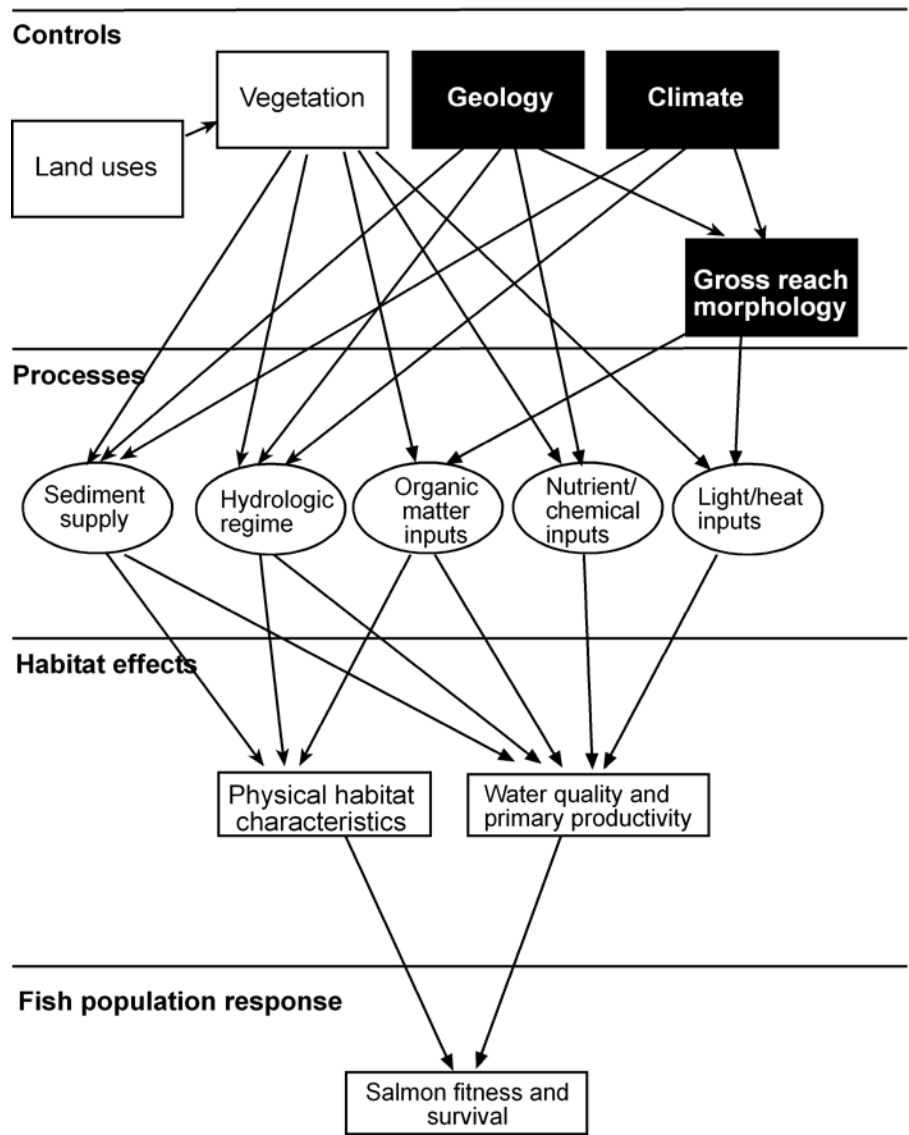 Controls
Vegetation
Geology
Climate
Land uses
Gross reach
morphology
Processes
Sediment
supply
Hydrologic
regime
Organic
matter
inputs
Nutrient/
chemical
inputs
Light/heat
inputs
Habitat effects
Physical habitat
characteristics
Water quality and
primary productivity
Fish population response
Salmon fitness and
survival